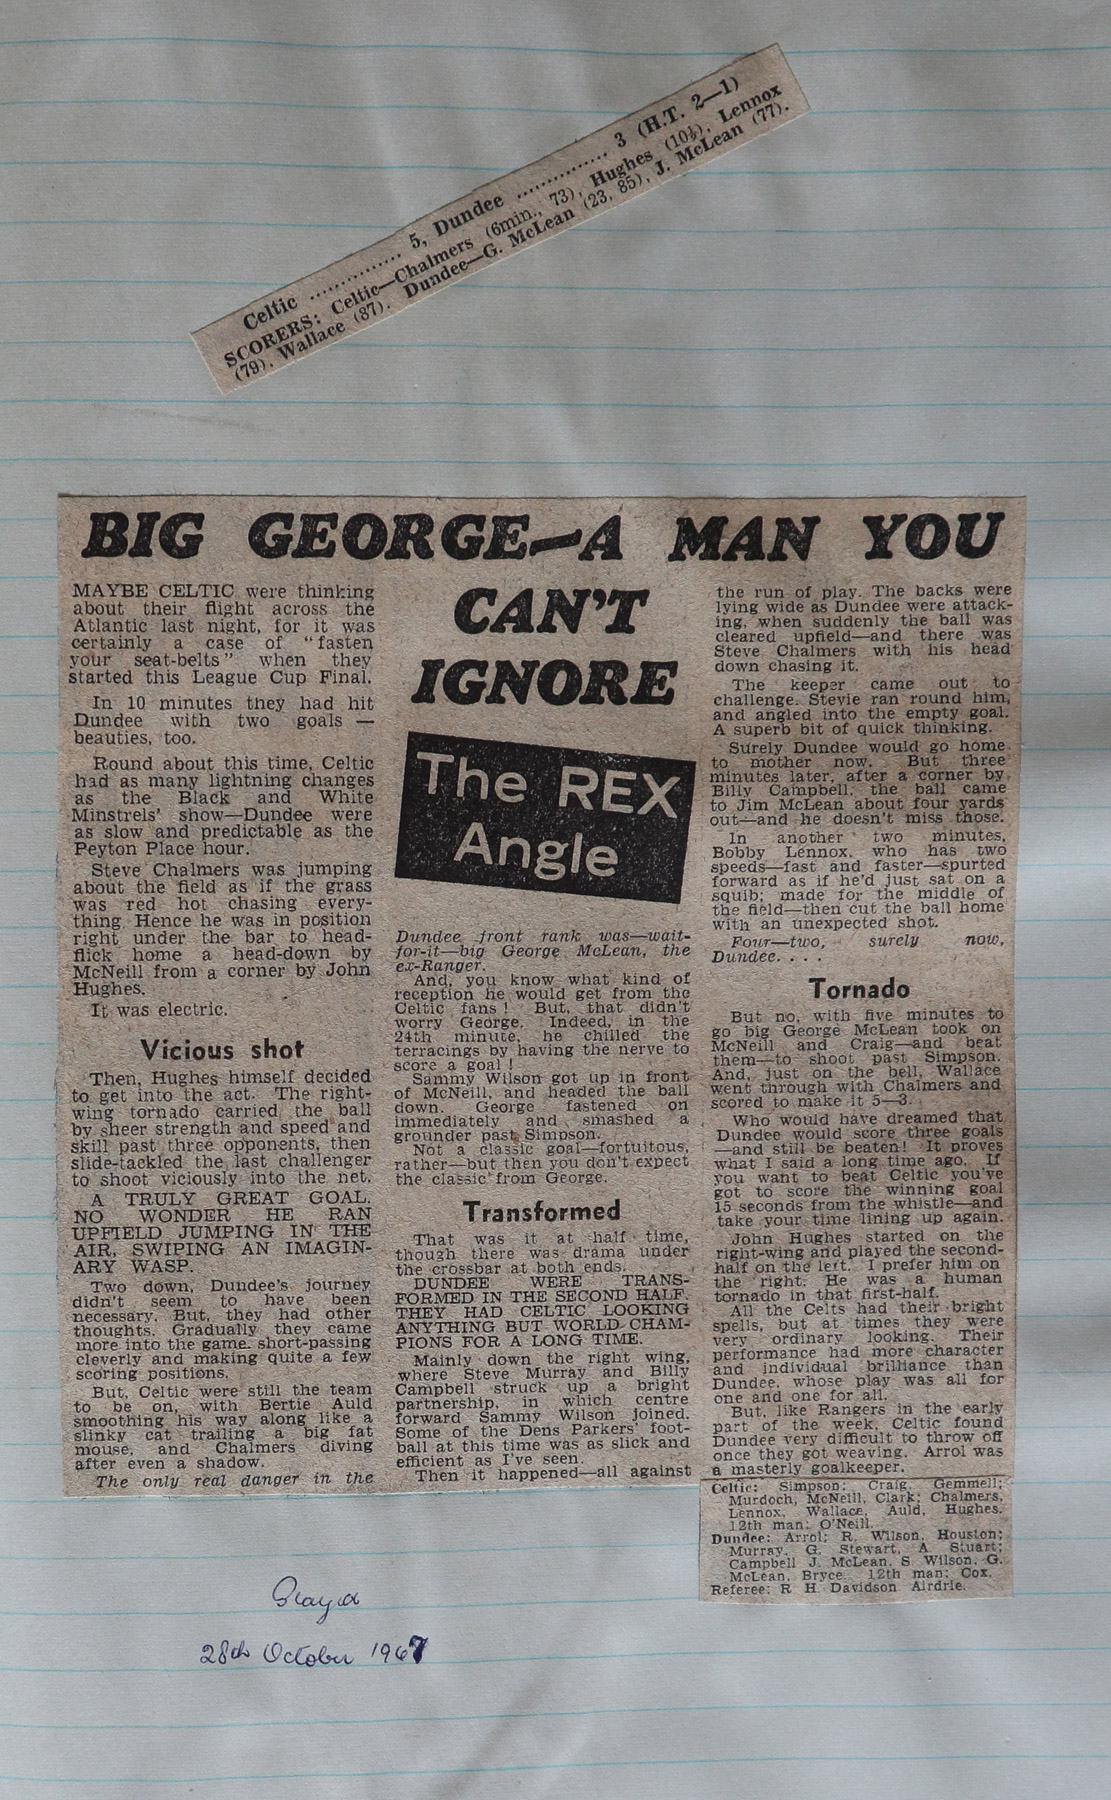 Celtic ............... 5, Dundee ............... 3 (H.T. 2—1)
SCORERS: Celtic—Chalmers (6min., 73), Hughes (10½), Lennox
(79), Wallace (87). Dundee—G. McLean (23, 85), J. McLean (77).
BIG GEORGE—A MAN YOU
CAN'T
IGNORE
The REX
Angle
MAYBE CELTIC were thinking
about their flight across the
Atlantic last night, for it was
certainly a case of "fasten
your seat-belts" when they
started this League Cup Final.
In 10 minutes they had hit
Dundee with two goals —
beauties, too.
Round about this time, Celtic
had as many lightning changes
as the Black and White
Minstrels' show—Dundee were
as slow and predictable as the
Peyton Place hour.
Steve Chalmers was jumping
about the field as if the grass
was red hot chasing every-
thing. Hence he was in position
right under the bar to head-
flick home a head-down by
McNeill from a corner by John
Hughes.
It was electric.
Vicious shot
Then, Hughes himself decided
to get into the act. The right-
wing tornado carried the ball
by sheer strength and speed and
skill past three opponents, then
slide-tackled the last challenger
to shoot viciously into the net.
A TRULY GREAT GOAL.
NO WONDER HE RAN
UPFIELD JUMPING IN THE
AIR, SWIPING AN IMAGIN-
ARY WASP.
Two down, Dundee's journey
didn't seem to have been
necessary. But, they had other
thoughts. Gradually they came
more into the game, short-passing
cleverly and making quite a few
scoring positions.
But, Celtic were still the team
to be on, with Bertie Auld
smoothing his way along like a
slinky cat trailing a big fat
mouse, and Chalmers diving
after even a shadow.
The only real danger in the
Dundee front rank was—wait-
for-it—big George McLean, the
ex-Ranger.
And, you know what kind of
reception he would get from the
Celtic fans! But, that didn't
worry George. Indeed, in the
24th minute, he chilled the
terracings by having the nerve to
score a goal!
Sammy Wilson got up in front
of McNeill, and headed the ball
down. George fastened on
immediately and smashed a
grounder past Simpson.
Not a classic goal—fortuitous,
rather—but then you don't expect
the classic from George.
Transformed
That was it at half time,
though there was drama under
the crossbar at both ends.
DUNDEE WERE TRANS-
FORMED IN THE SECOND HALF.
THEY HAD CELTIC LOOKING
ANYTHING BUT WORLD CHAM-
PIONS FOR A LONG TIME.
Mainly down the right wing,
where Steve Murray and Billy
Campbell struck up a bright
partnership, in which centre
forward Sammy Wilson joined.
Some of the Dens Parkers' foot-
ball at this time was as slick and
efficient as I've seen.
Then it happened—all against
the run of play. The backs were
lying wide as Dundee were attack-
ing, when suddenly the ball was
cleared upfield—and there was
Steve Chalmers with his head
down chasing it.
The keeper came out to
challenge. Stevie ran round him,
and angled into the empty goal.
A superb bit of quick thinking.
Surely Dundee would go home
to mother now. But three
minutes later, after a corner by
Billy Campbell, the ball came
to Jim McLean about four yards
out—and he doesn't miss those.
In another two minutes,
Bobby Lennox, who has two
speeds—fast and faster—spurted
forward as if he'd just sat on a
squib; made for the middle of
the field—then cut the ball home
with an unexpected shot.
Four—two, surely now,
Dundee. . . .
Tornado
But no, with five minutes to
go big George McLean took on
McNeill and Craig—and beat
them—to shoot past Simpson.
And, just on the bell, Wallace
went through with Chalmers and
scored to make it 5—3.
Who would have dreamed that
Dundee would score three goals
—and still be beaten! It proves
what I said a long time ago. If
you want to beat Celtic you've
got to score the winning goal
15 seconds from the whistle—and
take your time lining up again.
John Hughes started on the
right-wing and played the second-
half on the left. I prefer him on
the right. He was a human
tornado in that first-half.
All the Celts had their bright
spells, but at times they were
very ordinary looking. Their
performance had more character
and individual brilliance than
Dundee, whose play was all for
one and one for all.
But, like Rangers in the early
part of the week, Celtic found
Dundee very difficult to throw off
once they got weaving. Arrol was
a masterly goalkeeper.
Celtic: Simpson; Craig, Gemmell;
Murdoch, McNeill, Clark; Chalmers,
Lennox, Wallace, Auld, Hughes.
12th man: O'Neill.
Dundee: Arrol; R. Wilson, Houston;
Murray, G. Stewart, A. Stuart;
Campbell J. McLean, S. Wilson, G.
McLean, Bryce. 12th man: Cox.
Referee: R H Davidson Airdrie.
Played
28th October 1967